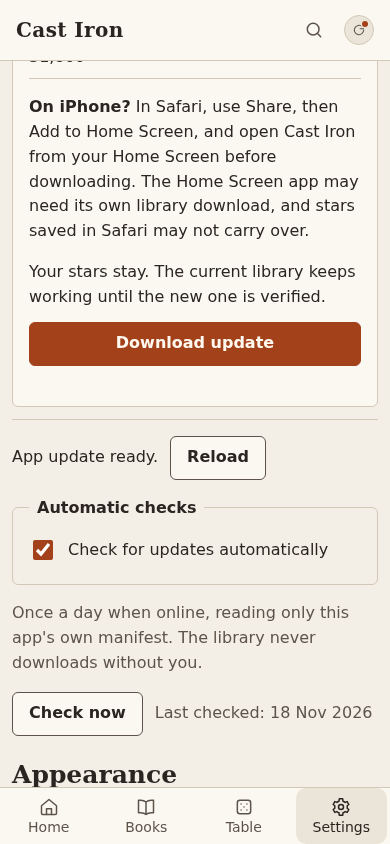 Cast Iron
On iPhone? In Safari, use Share, then
Add to Home Screen, and open Cast Iron
from your Home Screen before
downloading. The Home Screen app may
need its own library download, and stars
saved in Safari may not carry over.
Your stars stay. The current library keeps
working until the new one is verified.
Download update
App update ready. Reload
Automatic checks
Check for updates automatically
Once a day when online, reading only this
app's own manifest. The library never
downloads without you.
Check now Last checked: 18 Nov 2026
Appearance
Home Books Table Settings